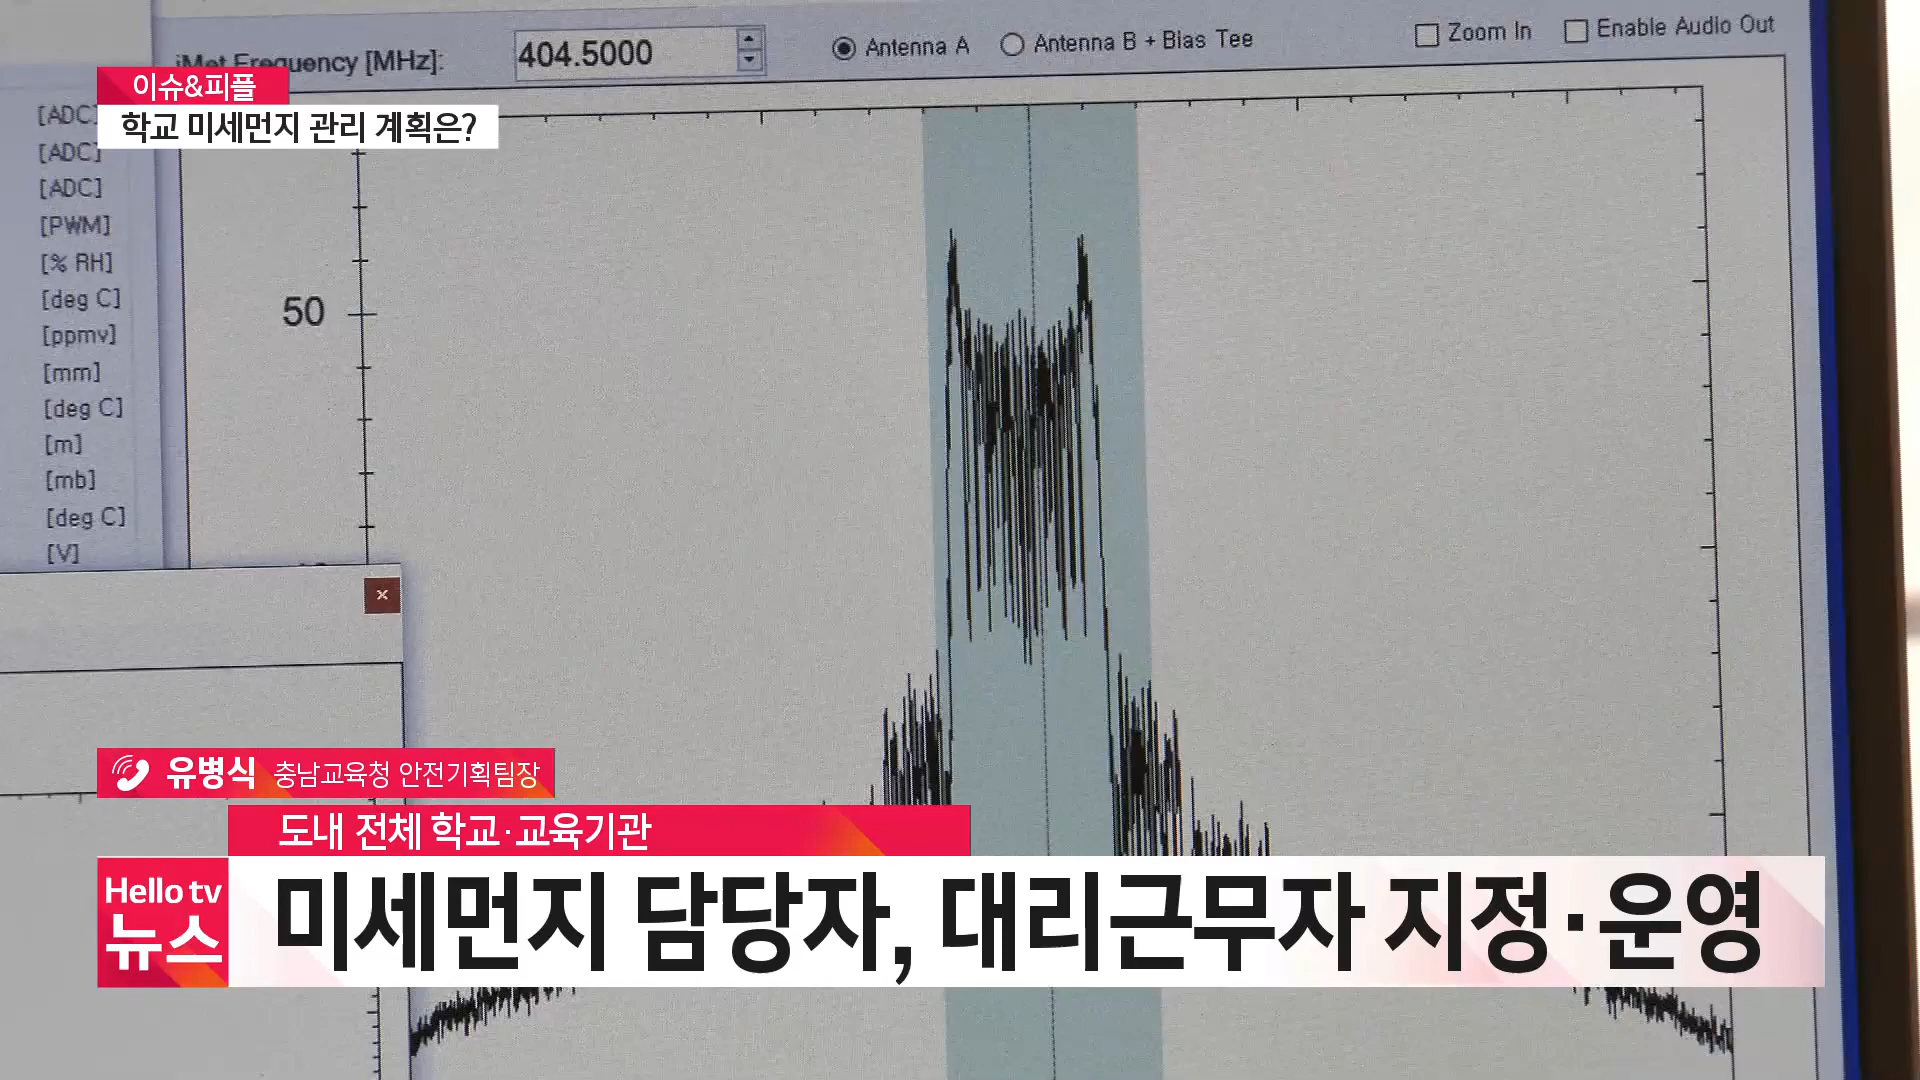 iMet Frequency [MHz]:
404.5000
Antenna A
Antenna B + Bias Tee
Zoom In
Enable Audio Out
이슈&피플
학교 미세먼지 관리 계획은?
[ADC]
[ADC]
[ADC]
[PWM]
[% RH]
[deg C]
[ppmv]
[mm]
[deg C]
[m]
[mb]
[deg C]
[V]
50
유병식 충남교육청 안전기획팀장
도내 전체 학교·교육기관
Hello tv
뉴스
미세먼지 담당자, 대리근무자 지정·운영